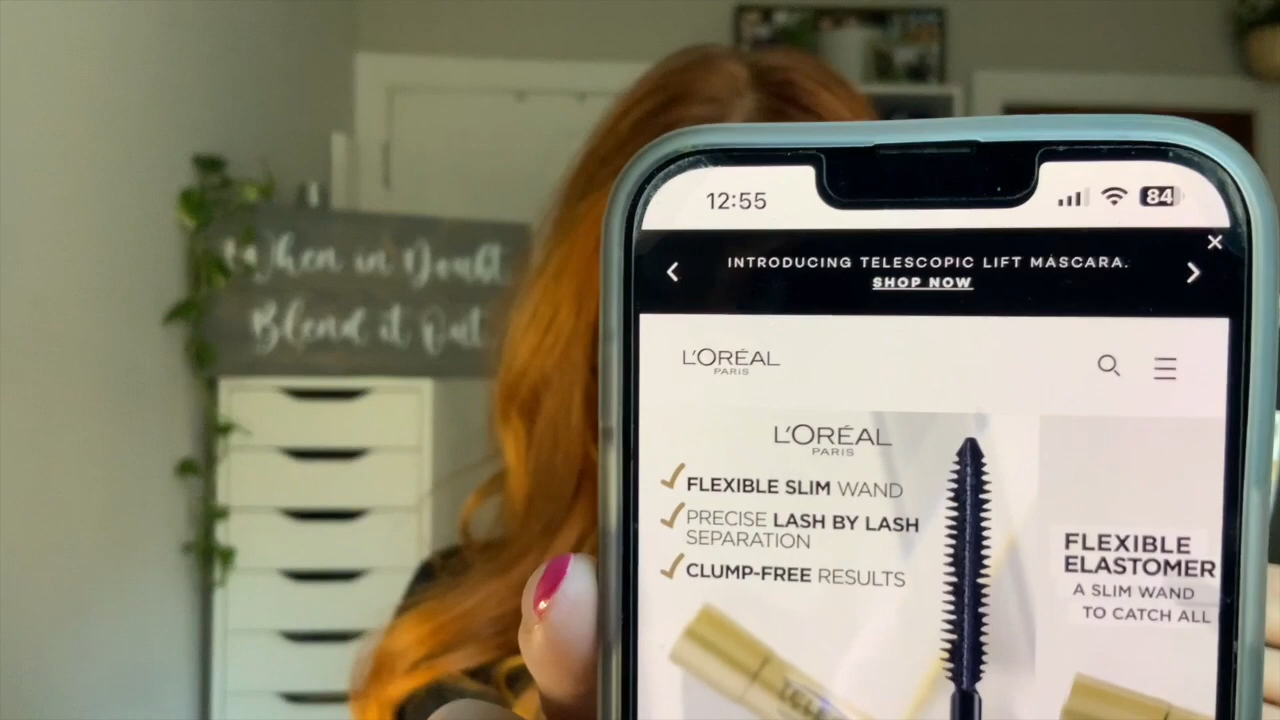 When in Doubt
Blend it Out
12:55
84
INTRODUCING TELESCOPIC LIFT MASCARA.
SHOP NOW
L'ORÉAL
PARIS
L'ORÉAL
PARIS
FLEXIBLE SLIM WAND
PRECISE LASH BY LASH
SEPARATION
CLUMP-FREE RESULTS
FLEXIBLE
ELASTOMER
A SLIM WAND
TO CATCH ALL